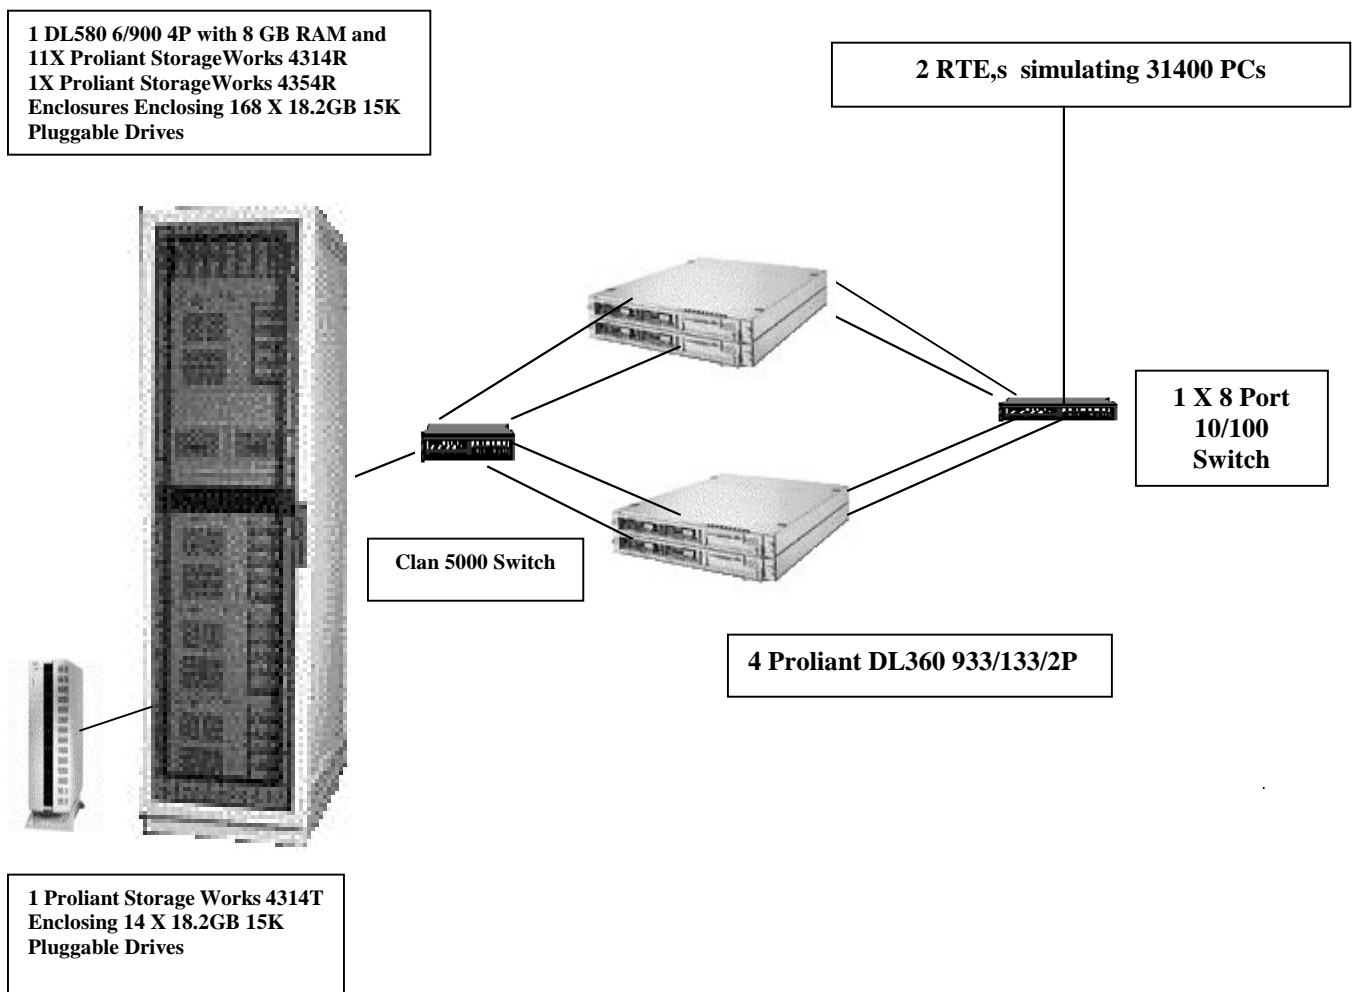 1 DL580 6/900 4P with 8 GB RAM and
11X Proliant StorageWorks 4314R
1X Proliant StorageWorks 4354R
Enclosures Enclosing 168 X 18.2GB 15K
Pluggable Drives
2 RTE,s simulating 31400 PCs
1 X 8 Port
10/100
Switch
Clan 5000 Switch
4 Proliant DL360 933/133/2P
1 Proliant Storage Works 4314T
Enclosing 14 X 18.2GB 15K
Pluggable Drives